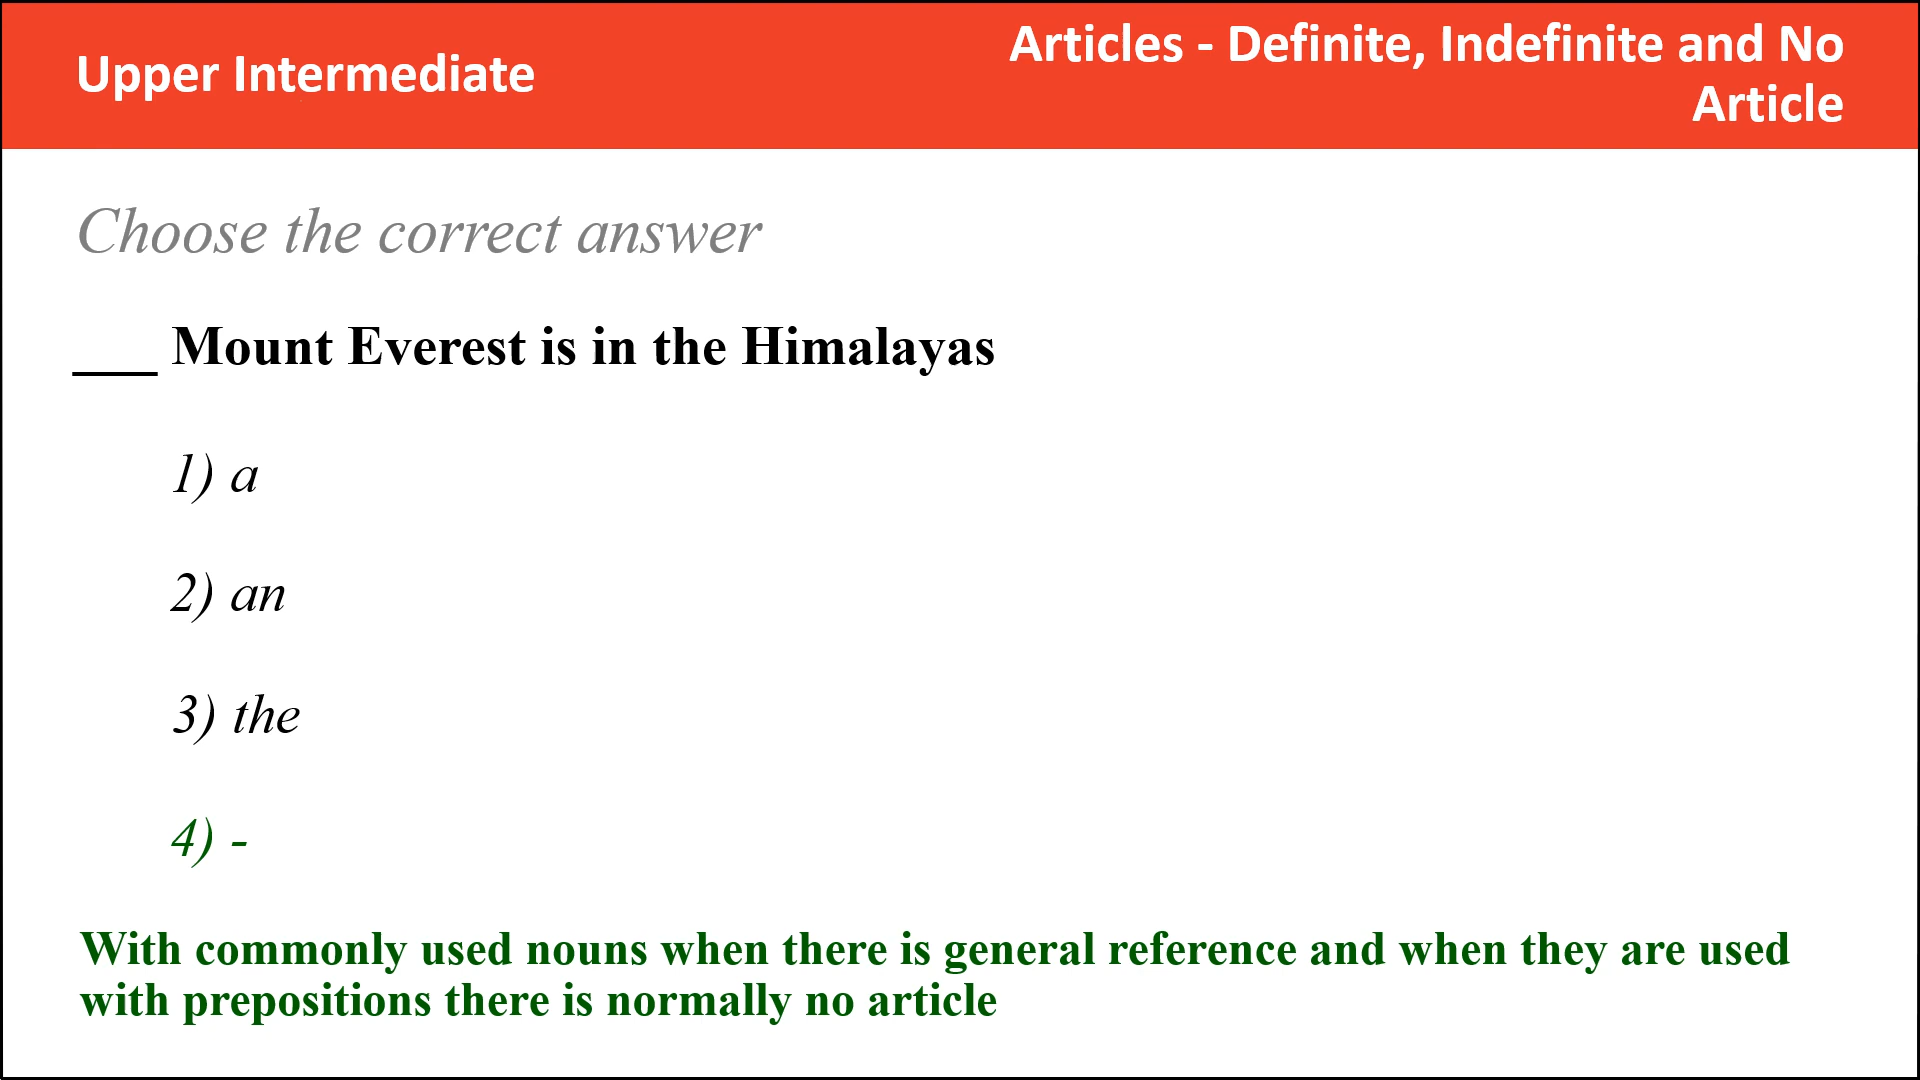 Upper Intermediate
Articles - Definite, Indefinite and No
Article
Choose the correct answer
___ Mount Everest is in the Himalayas
1) a
2) an
3) the
4) -
With commonly used nouns when there is general reference and when they are used
with prepositions there is normally no article